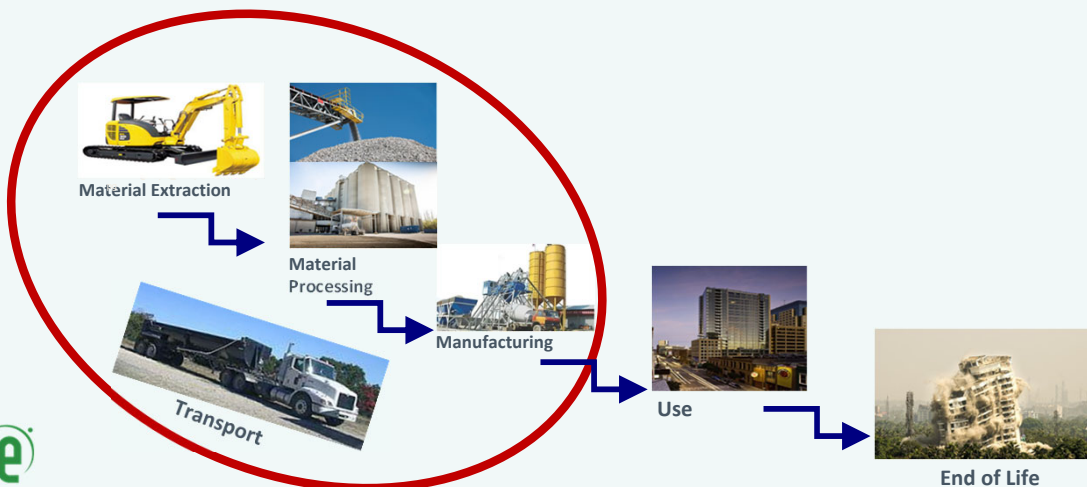 Material Extraction
Material
Processing
Manufacturing
Transport
Use
End of Life
e